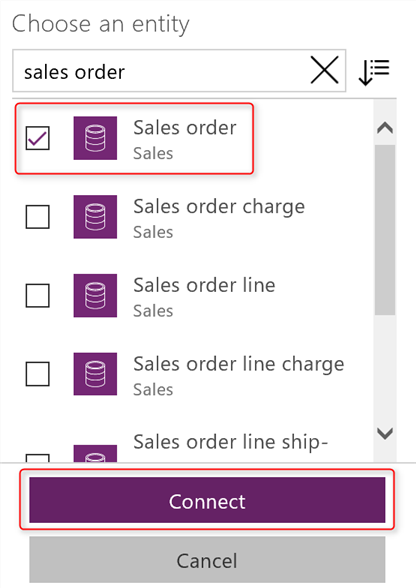 Choose an entity
sales order
Sales order
Sales
Sales order charge
Sales
Sales order line
Sales
Sales order line charge
Sales
Sales order line ship-
Connect
Cancel